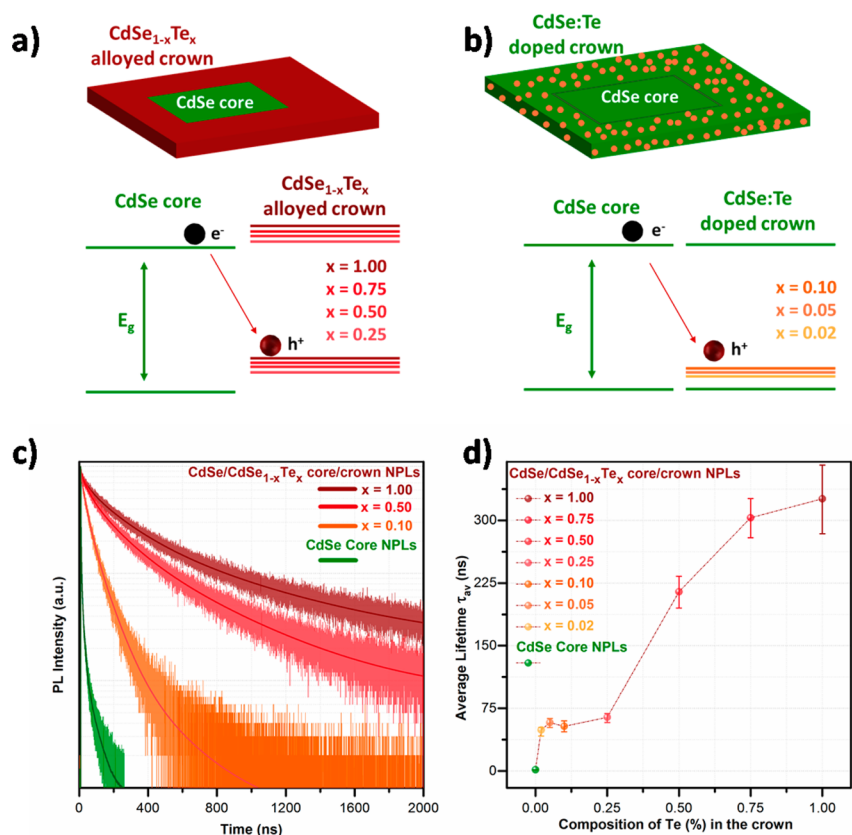 a)
CdSe₁₋ₓTeₓ
alloyed crown
CdSe core
CdSe core
e⁻
CdSe₁₋ₓTeₓ
alloyed crown
x = 1.00
x = 0.75
x = 0.50
x = 0.25
E_g
h⁺
b)
CdSe:Te
doped crown
CdSe core
CdSe core
e⁻
CdSe:Te
doped crown
x = 0.10
x = 0.05
x = 0.02
E_g
h⁺
c)
CdSe/CdSe₁₋ₓTeₓ core/crown NPLs
x = 1.00
x = 0.50
x = 0.10
CdSe Core NPLs
PL Intensity (a.u.)
0 400 800 1200 1600 2000
Time (ns)
d)
CdSe/CdSe₁₋ₓTeₓ core/crown NPLs
x = 1.00
x = 0.75
x = 0.50
x = 0.25
x = 0.10
x = 0.05
x = 0.02
CdSe Core NPLs
Average Lifetime τ_av (ns)
300
225
150
75
0
0.00 0.25 0.50 0.75 1.00
Composition of Te (%) in the crown